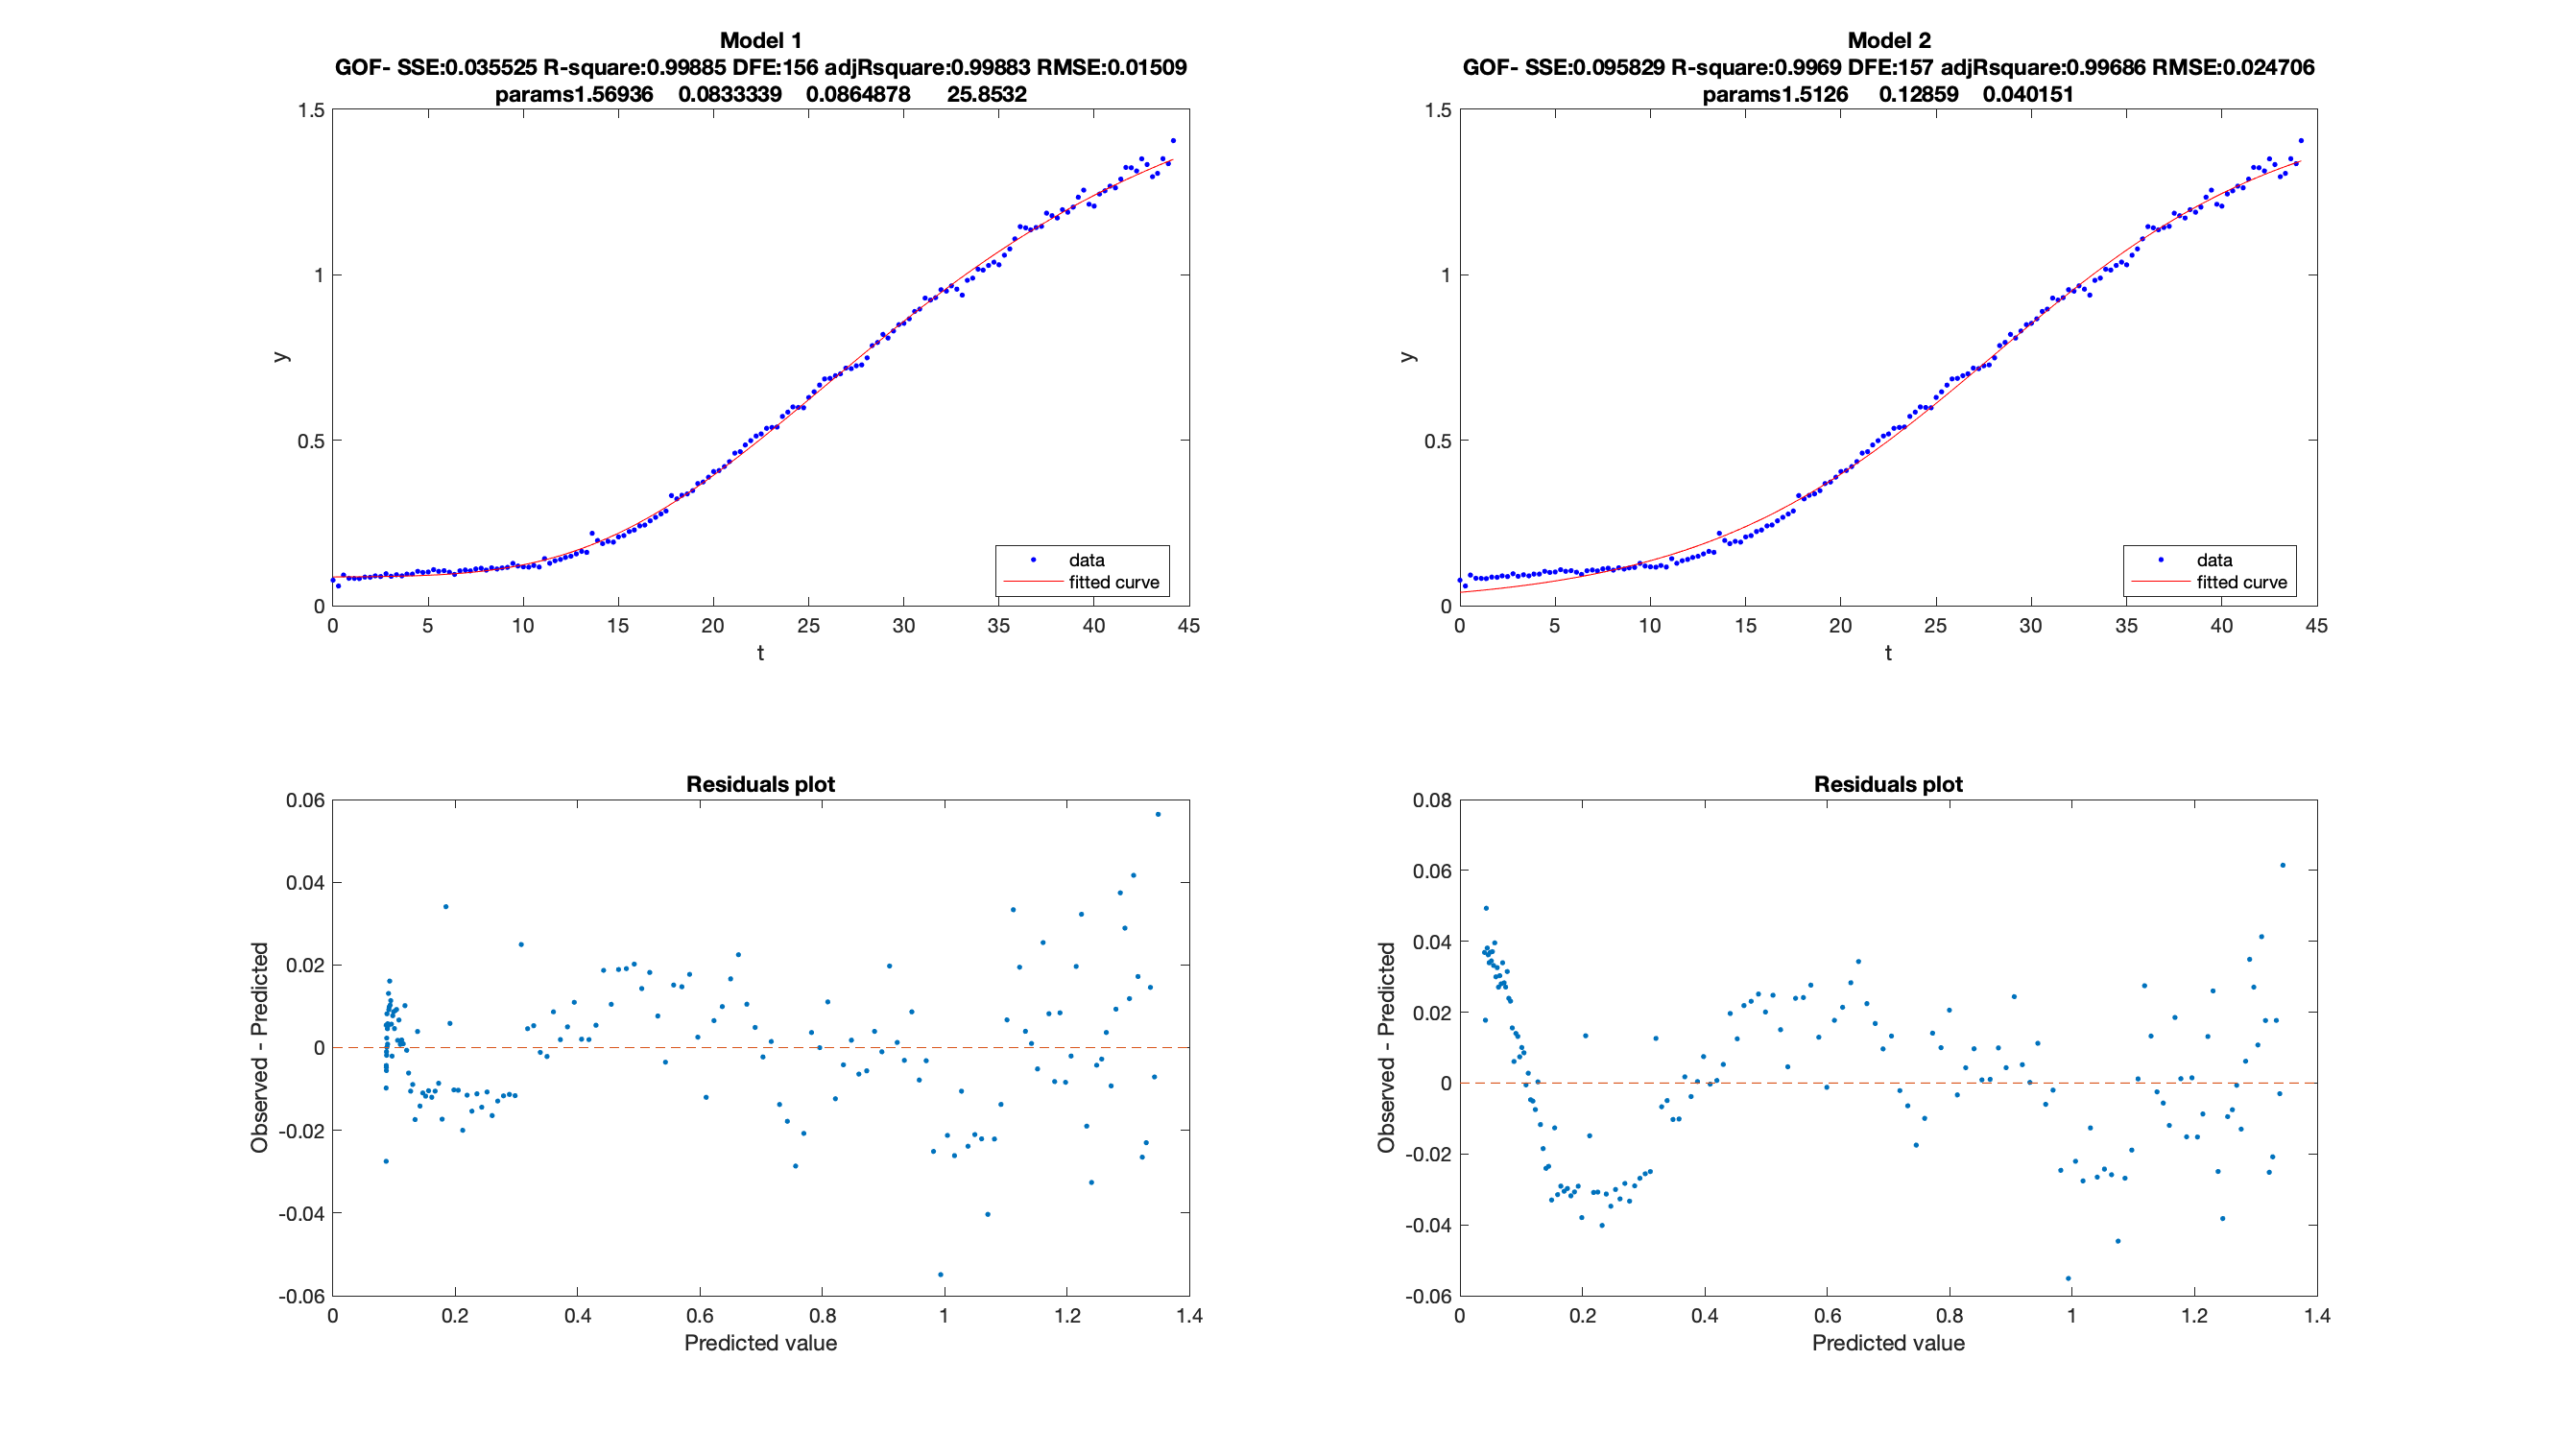 Model 1
GOF- SSE:0.035525 R-square:0.99885 DFE:156 adjRsquare:0.99883 RMSE:0.01509
params1.56936 0.0833339 0.0864878 25.8532
1.5
1
0.5
0
y
0 5 10 15 20 25 30 35 40 45
t
data
fitted curve
Model 2
GOF- SSE:0.095829 R-square:0.9969 DFE:157 adjRsquare:0.99686 RMSE:0.024706
params1.5126 0.12859 0.040151
1.5
1
0.5
0
y
0 5 10 15 20 25 30 35 40 45
t
data
fitted curve
Residuals plot
0.06
0.04
0.02
0
-0.02
-0.04
-0.06
Observed - Predicted
0 0.2 0.4 0.6 0.8 1 1.2 1.4
Predicted value
Residuals plot
0.08
0.06
0.04
0.02
0
-0.02
-0.04
-0.06
Observed - Predicted
0 0.2 0.4 0.6 0.8 1 1.2 1.4
Predicted value